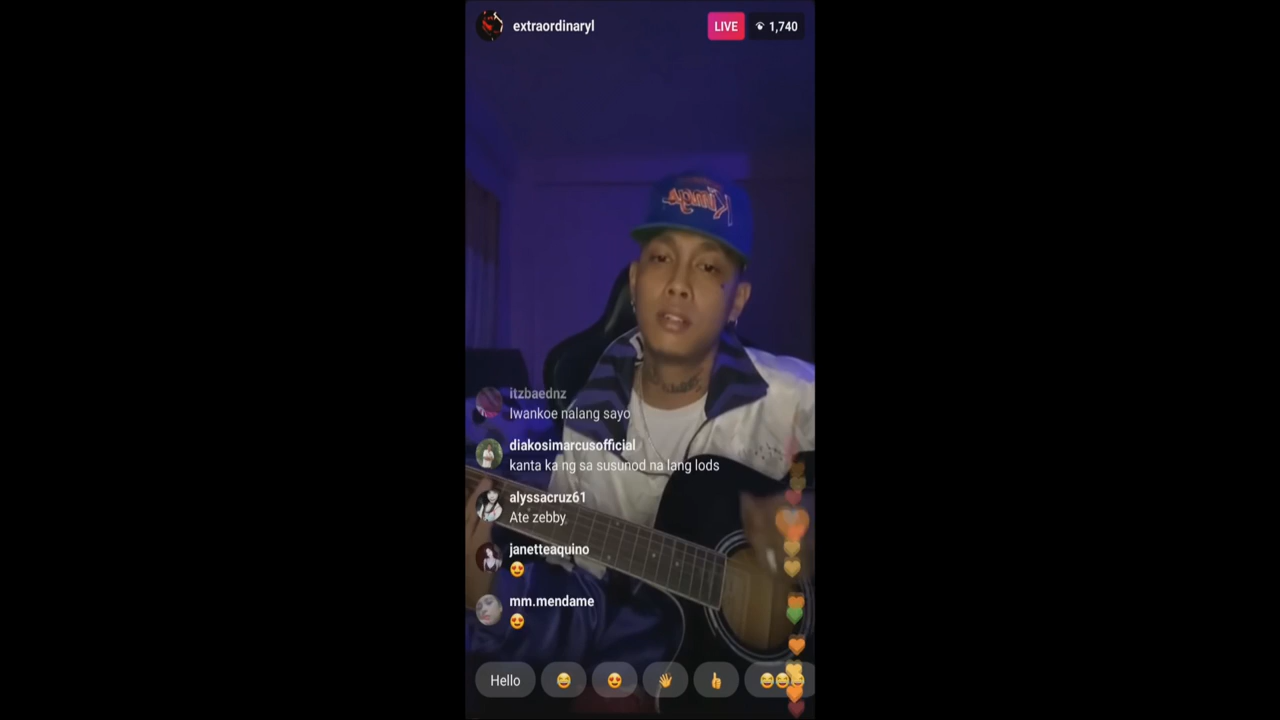 extraordinaryl
LIVE
1,740
Kings
itzbaednz
Iwankoe nalang sayo
diakosimarcusofficial
kanta ka ng sa susunod na lang lods
alyssacruz61
Ate zebby
janetteaquino
😍
mm.mendame
😍
Hello 😂 😍 👋 👍 😂😂😂